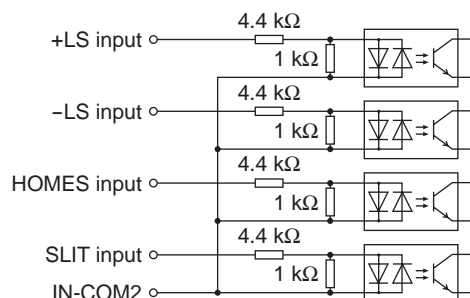 4.4 kΩ
+LS input
1 kΩ
4.4 kΩ
−LS input
1 kΩ
4.4 kΩ
HOMES input
1 kΩ
4.4 kΩ
SLIT input
1 kΩ
IN-COM2